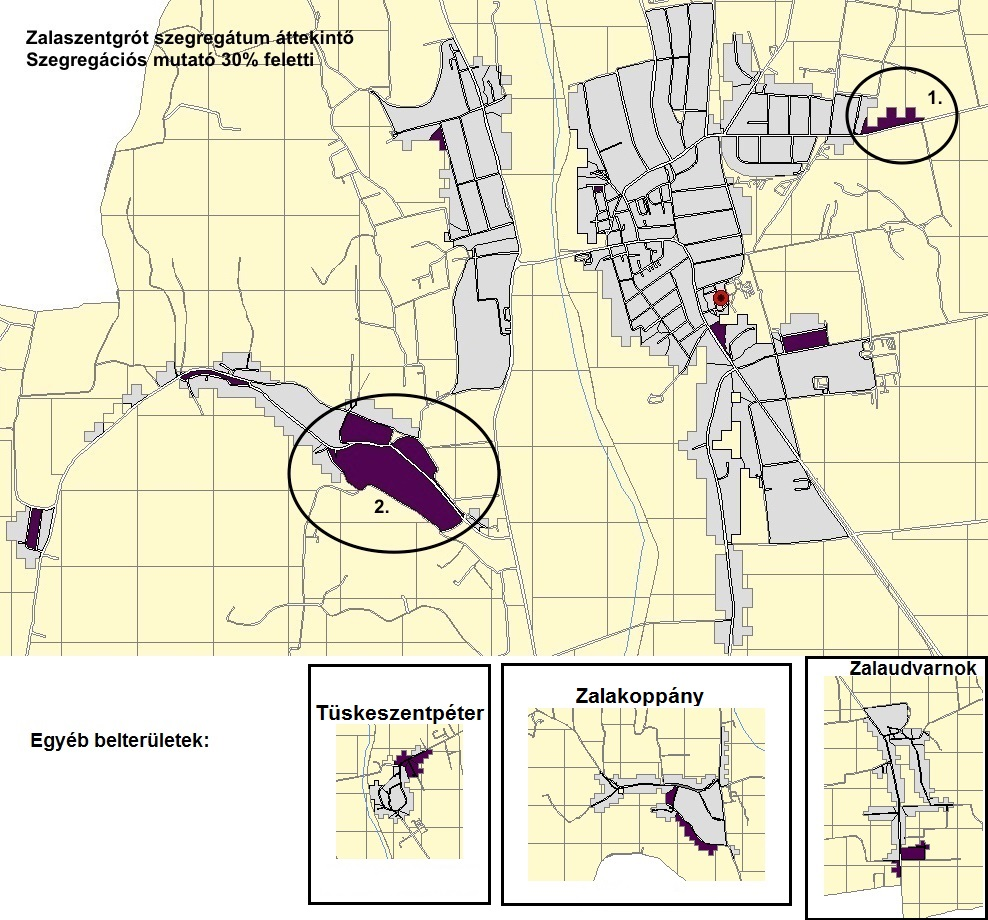 Zalaszentgrót szegregátum áttekintő
Szegregációs mutató 30% feletti
1.
2.
Egyéb belterületek:
Tüskeszentpéter
Zalakoppány
Zalaudvarnok